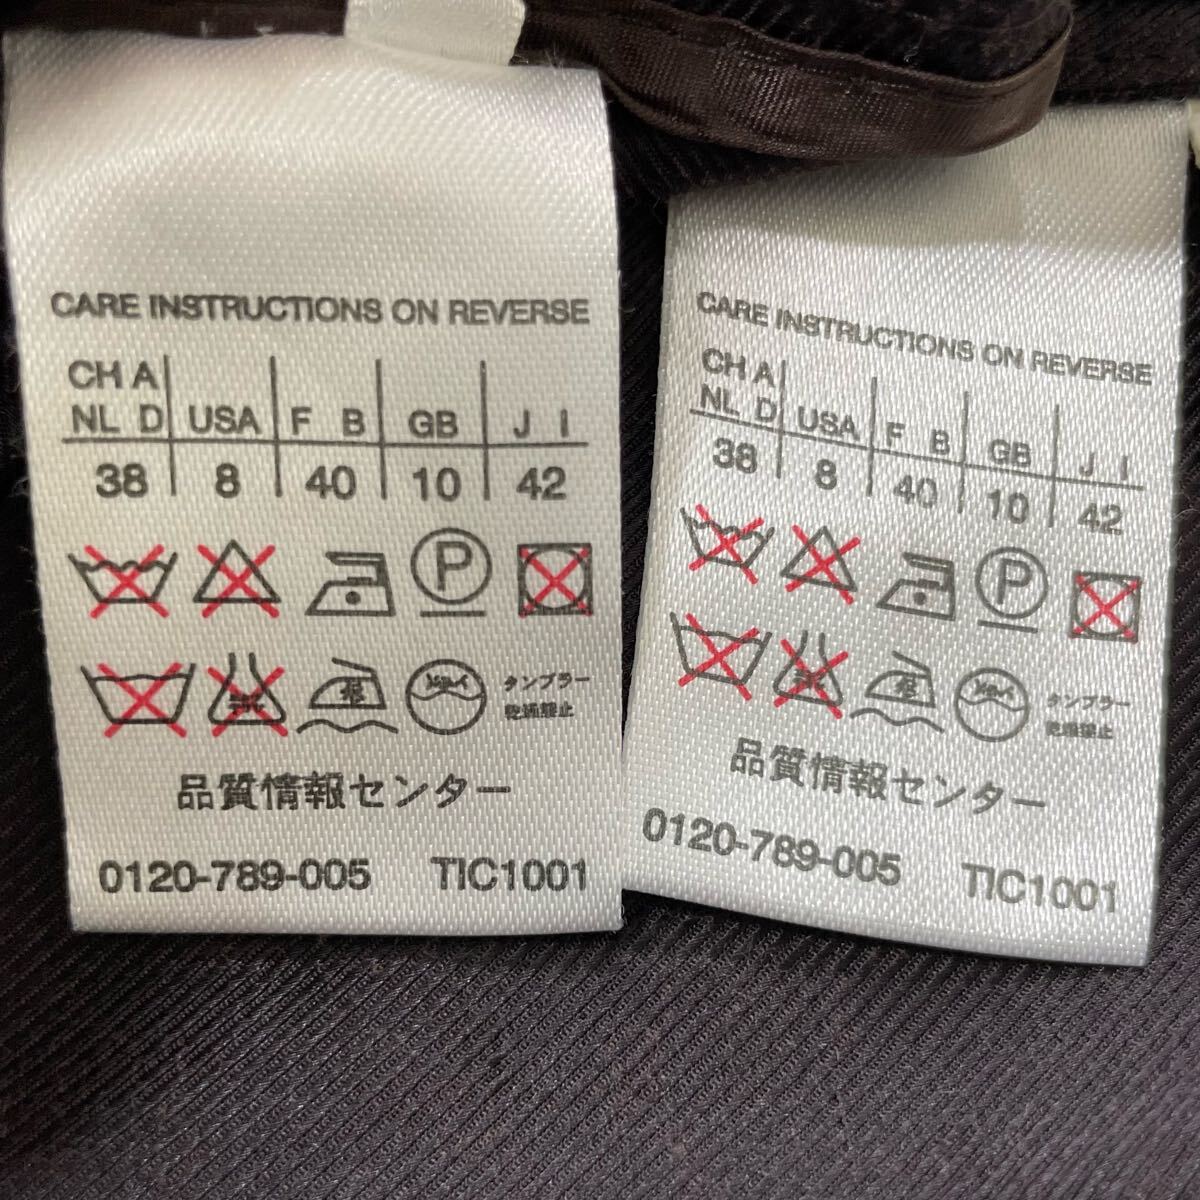 CARE INSTRUCTIONS ON REVERSE
CH A
NL D USA F B GB J I
38 8 40 10 42
P
タンブラー
乾燥禁止
品質情報センター
0120-789-005 TIC1001
CARE INSTRUCTIONS ON REVERSE
CH A
NL D USA F B GB J I
38 8 40 10 42
P
タンブラー
乾燥禁止
品質情報センター
0120-789-005 TIC1001